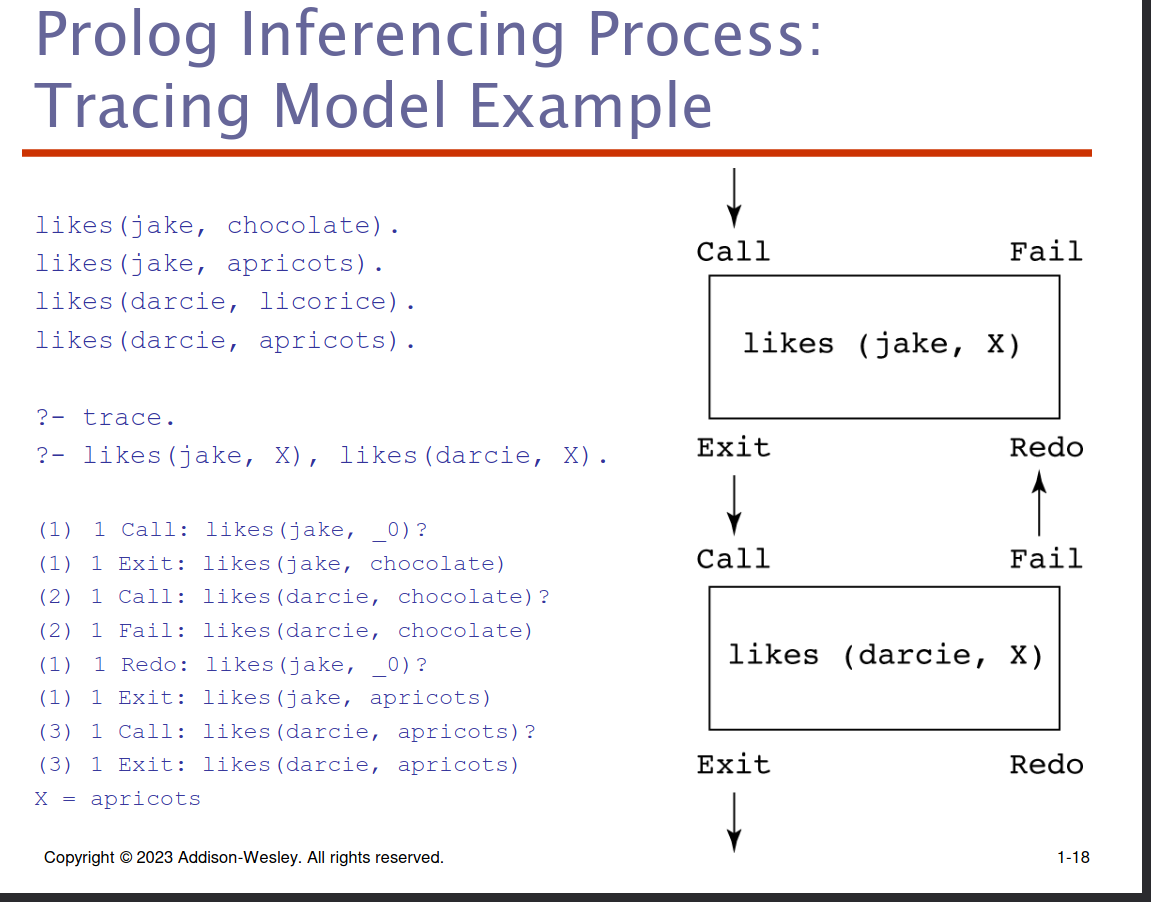 Prolog Inferencing Process:
Tracing Model Example
likes(jake, chocolate).
likes(jake, apricots).
likes(darcie, licorice).
likes(darcie, apricots).
?- trace.
?- likes(jake, X), likes(darcie, X).
(1) 1 Call: likes(jake, _0)?
(1) 1 Exit: likes(jake, chocolate)
(2) 1 Call: likes(darcie, chocolate)?
(2) 1 Fail: likes(darcie, chocolate)
(1) 1 Redo: likes(jake, _0)?
(1) 1 Exit: likes(jake, apricots)
(3) 1 Call: likes(darcie, apricots)?
(3) 1 Exit: likes(darcie, apricots)
X = apricots
Call Fail
likes (jake, X)
Exit Redo
Call Fail
likes (darcie, X)
Exit Redo
Copyright © 2023 Addison-Wesley. All rights reserved.
1-18